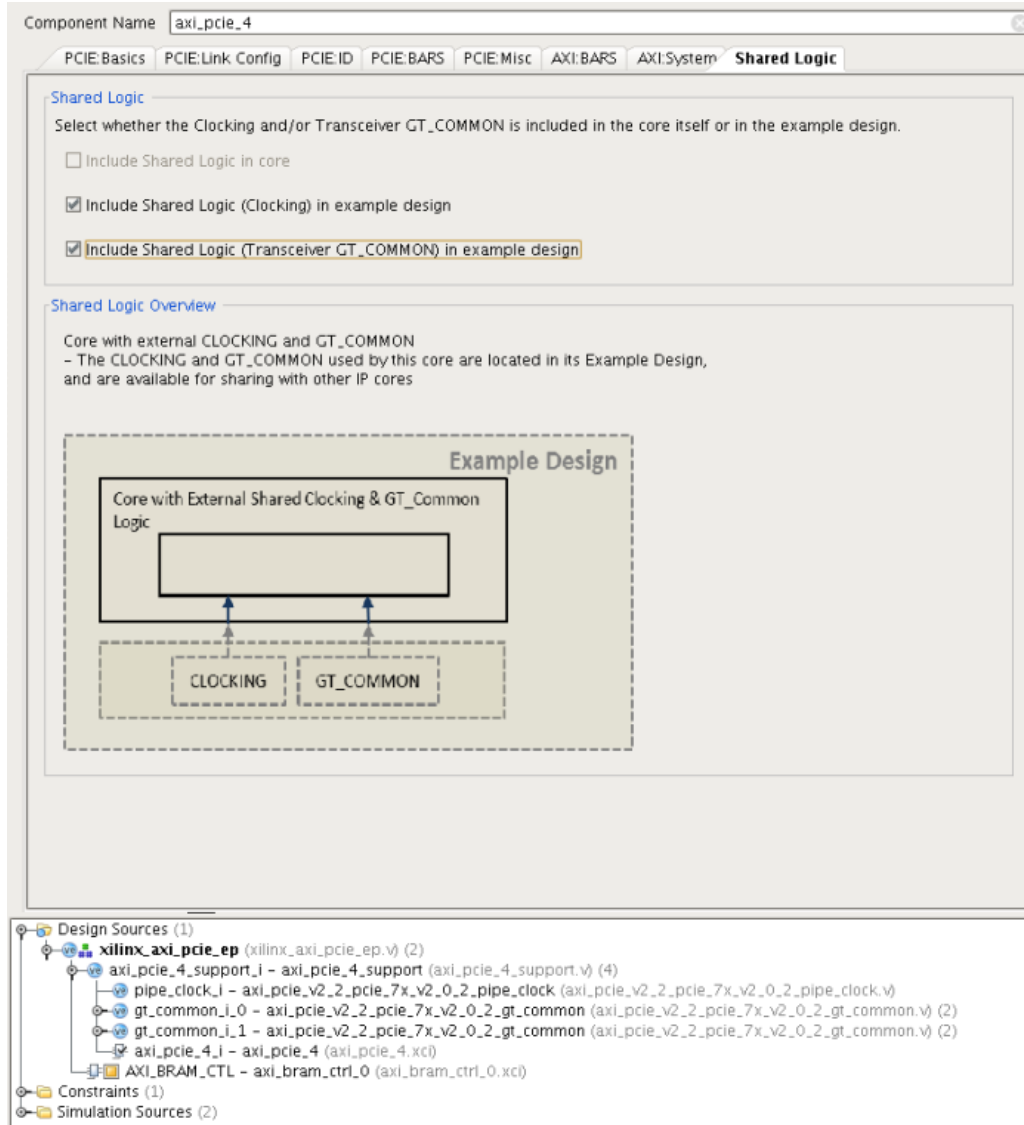 Component Name axi_pcie_4
PCIE:Basics PCIE:Link Config PCIE:ID PCIE:BARS PCIE:Misc AXI:BARS AXI:System Shared Logic
Shared Logic
Select whether the Clocking and/or Transceiver GT_COMMON is included in the core itself or in the example design.
Include Shared Logic in core
Include Shared Logic (Clocking) in example design
Include Shared Logic (Transceiver GT_COMMON) in example design
Shared Logic Overview
Core with external CLOCKING and GT_COMMON
– The CLOCKING and GT_COMMON used by this core are located in its Example Design,
and are available for sharing with other IP cores
Example Design
Core with External Shared Clocking & GT_Common
Logic
CLOCKING GT_COMMON
Design Sources (1)
xilinx_axi_pcie_ep (xilinx_axi_pcie_ep.v) (2)
axi_pcie_4_support_i – axi_pcie_4_support (axi_pcie_4_support.v) (4)
pipe_clock_i – axi_pcie_v2_2_pcie_7x_v2_0_2_pipe_clock (axi_pcie_v2_2_pcie_7x_v2_0_2_pipe_clock.v)
gt_common_i_0 – axi_pcie_v2_2_pcie_7x_v2_0_2_gt_common (axi_pcie_v2_2_pcie_7x_v2_0_2_gt_common.v) (2)
gt_common_i_1 – axi_pcie_v2_2_pcie_7x_v2_0_2_gt_common (axi_pcie_v2_2_pcie_7x_v2_0_2_gt_common.v) (2)
axi_pcie_4_i – axi_pcie_4 (axi_pcie_4.xci)
AXI_BRAM_CTL – axi_bram_ctrl_0 (axi_bram_ctrl_0.xci)
Constraints (1)
Simulation Sources (2)